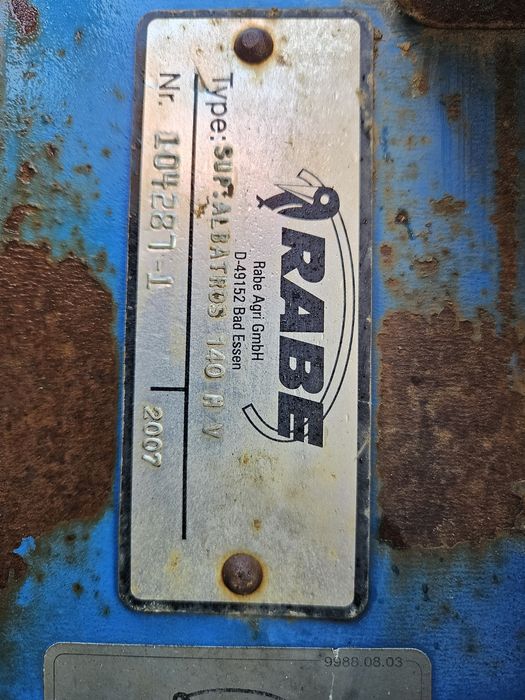 RABE
Rabe Agri GmbH
D-49152 Bad Essen
Type: SUP.ALBATROS 140 A V
Nr. 104287-1 2007
9988.08.03